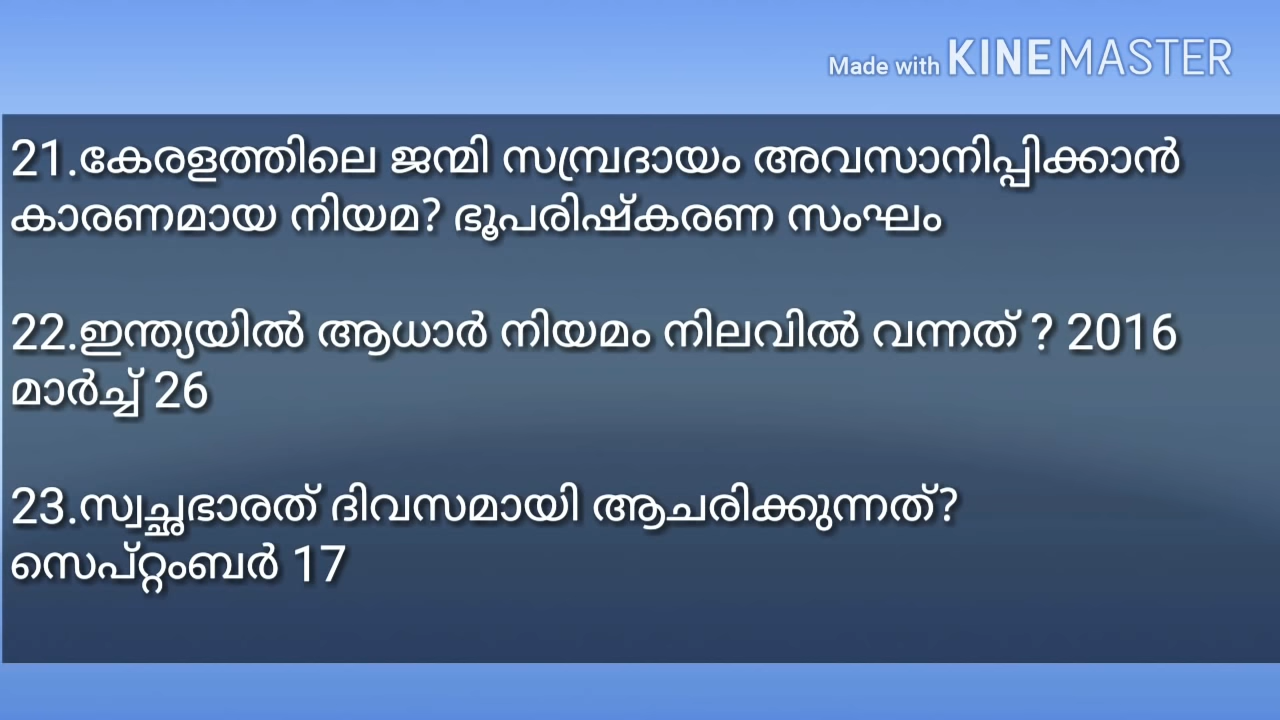 Made with KINEMASTER
21.കേരളത്തിലെ ജന്മി സമ്പ്രദായം അവസാനിപ്പിക്കാൻ
കാരണമായ നിയമ? ഭൂപരിഷ്കരണ സംഘം
22.ഇന്ത്യയിൽ ആധാർ നിയമം നിലവിൽ വന്നത് ? 2016
മാർച്ച് 26
23.സ്വച്ഛഭാരത് ദിവസമായി ആചരിക്കുന്നത്?
സെപ്റ്റംബർ 17